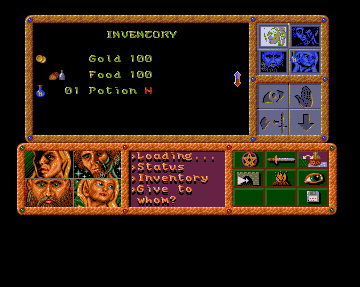 INVENTORY
Gold 100
Food 100
01 Potion N
Loading...
Status
Inventory
Give to
whom?